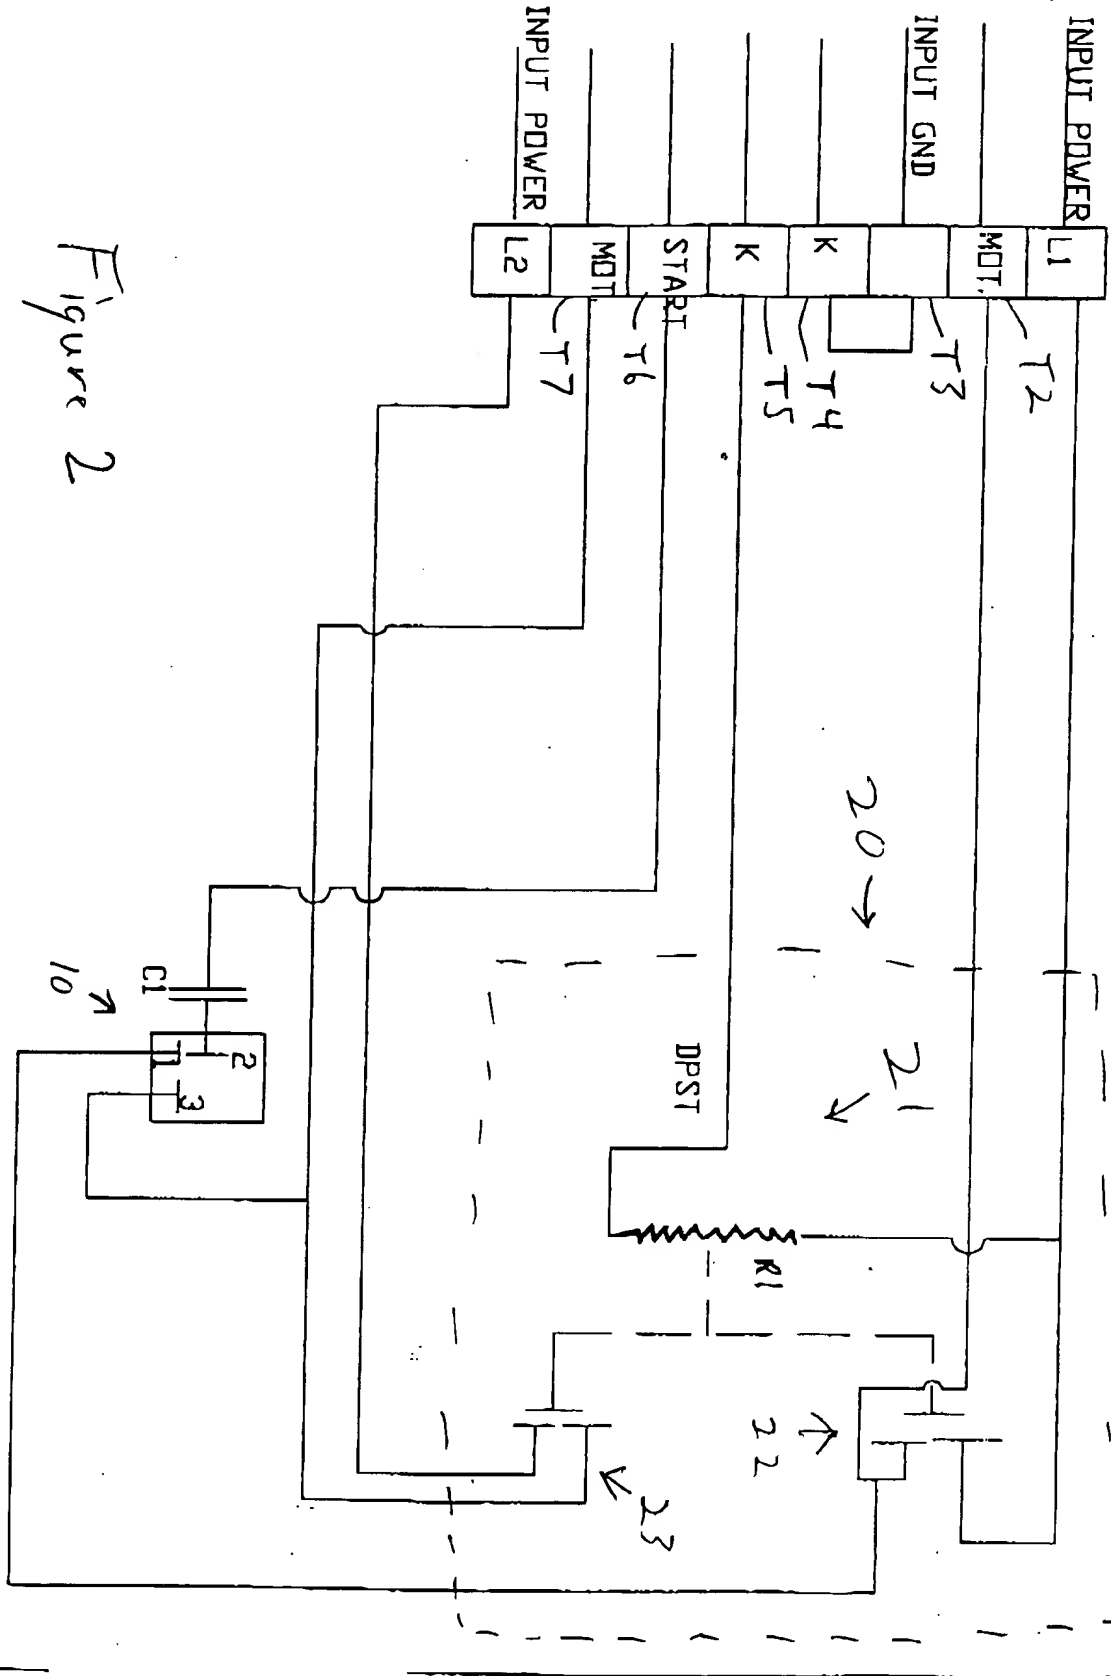 INPUT POWER
INPUT GND
INPUT POWER
L1
MOT.
K
K
START
MOT
L2
T2
T3
T4
T5
T6
T7
20
21
DPST
R1
22
23
C1
10
1
2
3
Figure 2